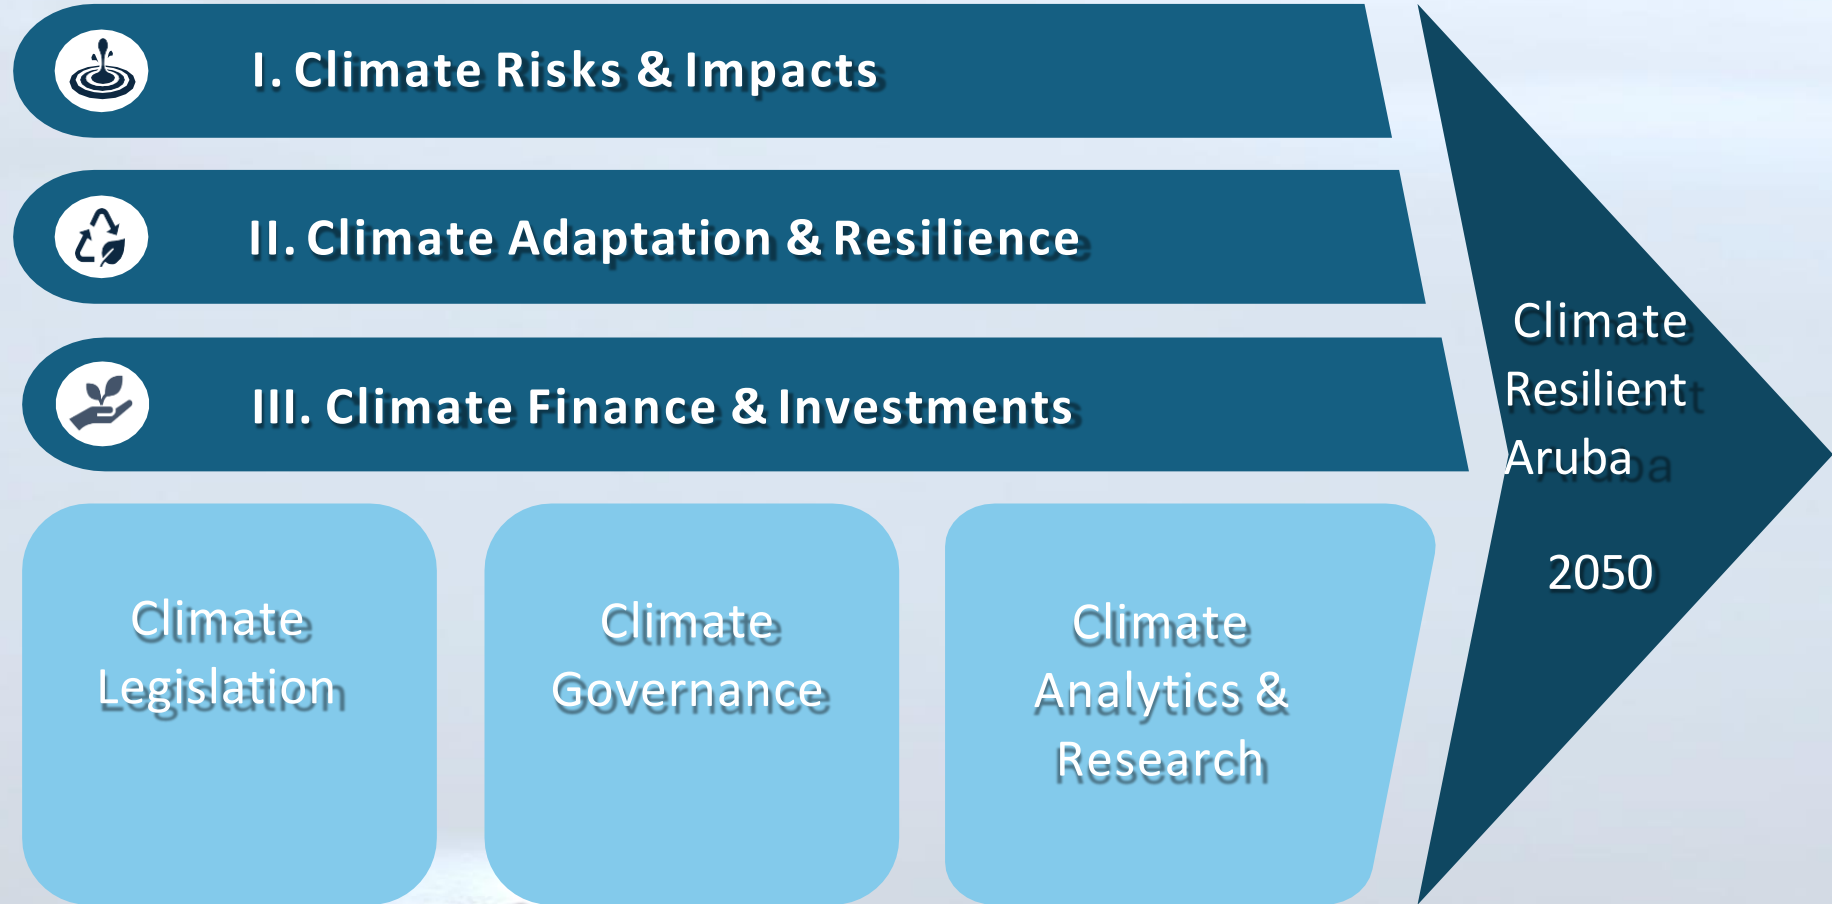 I. Climate Risks & Impacts
II. Climate Adaptation & Resilience
III. Climate Finance & Investments
Climate
Resilient
Aruba
2050
Climate
Legislation
Climate
Governance
Climate
Analytics &
Research